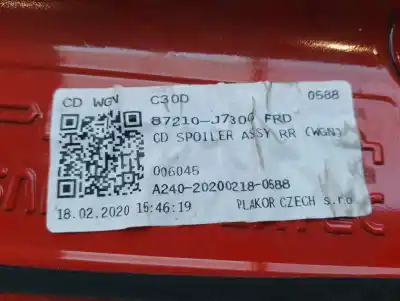 CD WGN C30D 0588
87210-J7300 FRD
CD SPOILER ASSY RR (WGN)
006045
A240-20200218-0588
18.02.2020 15:46:19 PLAKOR CZECH s.r.o